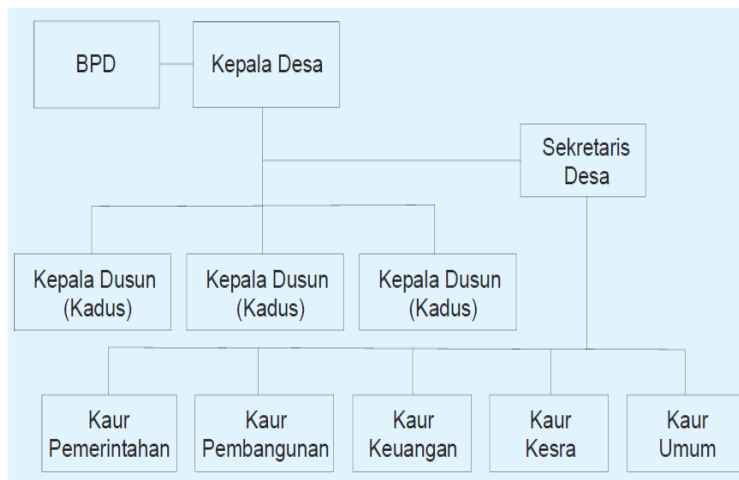 BPD
Kepala Desa
Sekretaris
Desa
Kepala Dusun
(Kadus)
Kepala Dusun
(Kadus)
Kepala Dusun
(Kadus)
Kaur
Pemerintahan
Kaur
Pembangunan
Kaur
Keuangan
Kaur
Kesra
Kaur
Umum